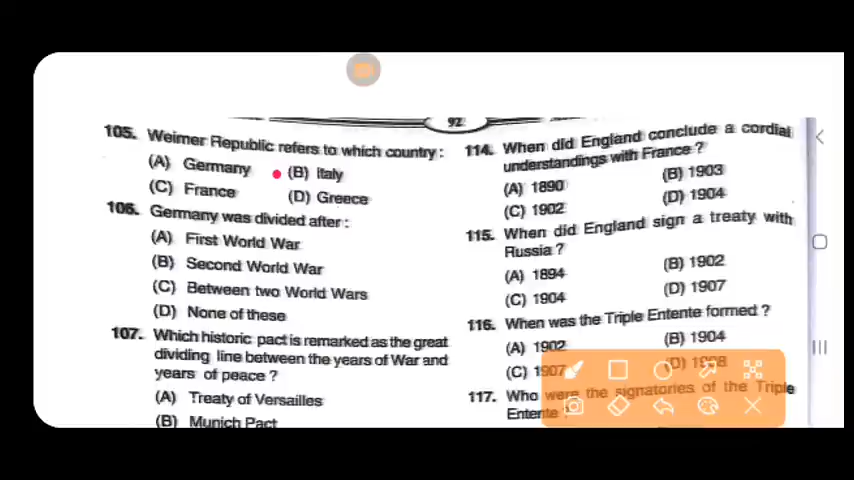 92
105. Weimer Republic refers to which country :
(A) Germany (B) Italy
(C) France (D) Greece
106. Germany was divided after :
(A) First World War
(B) Second World War
(C) Between two World Wars
(D) None of these
107. Which historic pact is remarked as the great
dividing line between the years of War and
years of peace ?
(A) Treaty of Versailles
(B) Munich Pact
114. When did England conclude a cordial
understandings with France ?
(A) 1890 (B) 1903
(C) 1902 (D) 1904
115. When did England sign a treaty with
Russia ?
(A) 1894 (B) 1902
(C) 1904 (D) 1907
116. When was the Triple Entente formed ?
(A) 1902 (B) 1904
(C) 1907 (D) 1908
117. Who were the signatories of the Triple
Entente ?